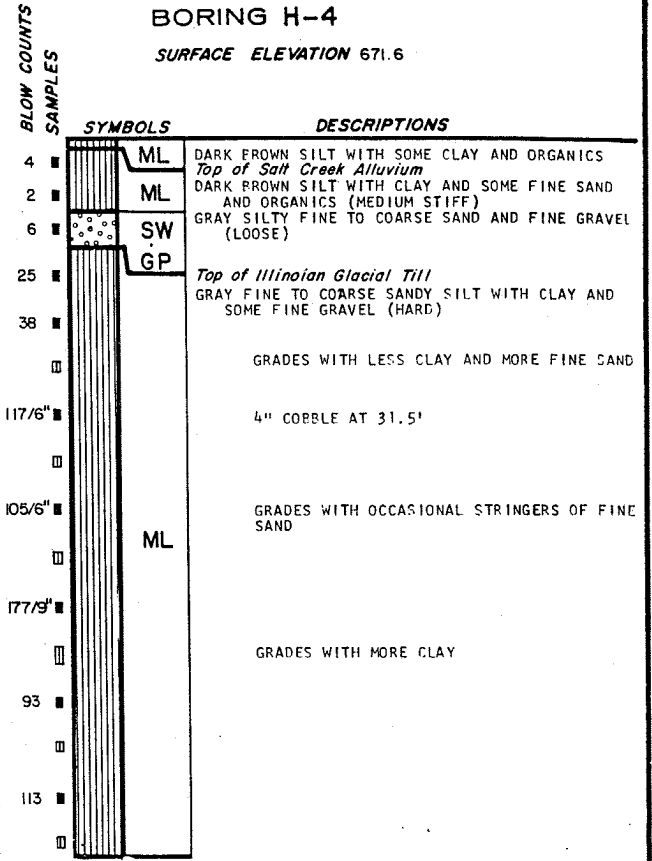 BORING H-4
SURFACE ELEVATION 671.6
BLOW COUNTS
SAMPLES
SYMBOLS
DESCRIPTIONS
4
ML
DARK BROWN SILT WITH SOME CLAY AND ORGANICS
Top of Salt Creek Alluvium
2
ML
DARK BROWN SILT WITH CLAY AND SOME FINE SAND
AND ORGANICS (MEDIUM STIFF)
6
SW
GRAY SILTY FINE TO COARSE SAND AND FINE GRAVEL
(LOOSE)
GP
25
Top of Illinoian Glacial Till
GRAY FINE TO COARSE SANDY SILT WITH CLAY AND
SOME FINE GRAVEL (HARD)
38
GRADES WITH LESS CLAY AND MORE FINE SAND
117/6"
4" COBBLE AT 31.5'
105/6"
GRADES WITH OCCASIONAL STRINGERS OF FINE
SAND
ML
177/9"
GRADES WITH MORE CLAY
93
113